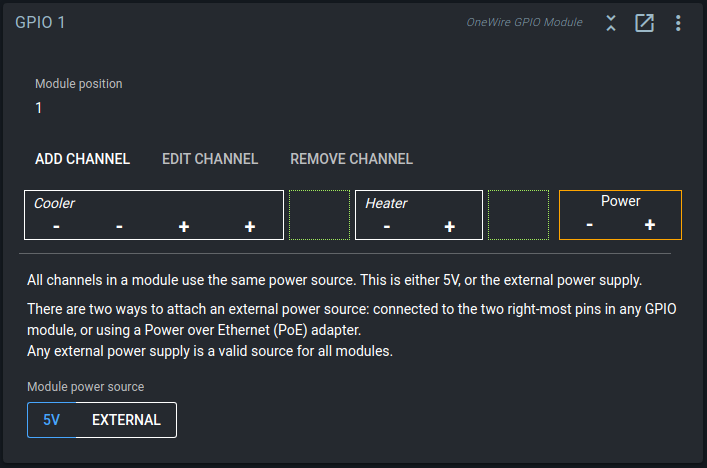 GPIO 1
OneWire GPIO Module
Module position
1
ADD CHANNEL EDIT CHANNEL REMOVE CHANNEL
Cooler Heater Power
- - + + - + - +
All channels in a module use the same power source. This is either 5V, or the external power supply.
There are two ways to attach an external power source: connected to the two right-most pins in any GPIO
module, or using a Power over Ethernet (PoE) adapter.
Any external power supply is a valid source for all modules.
Module power source
5V EXTERNAL